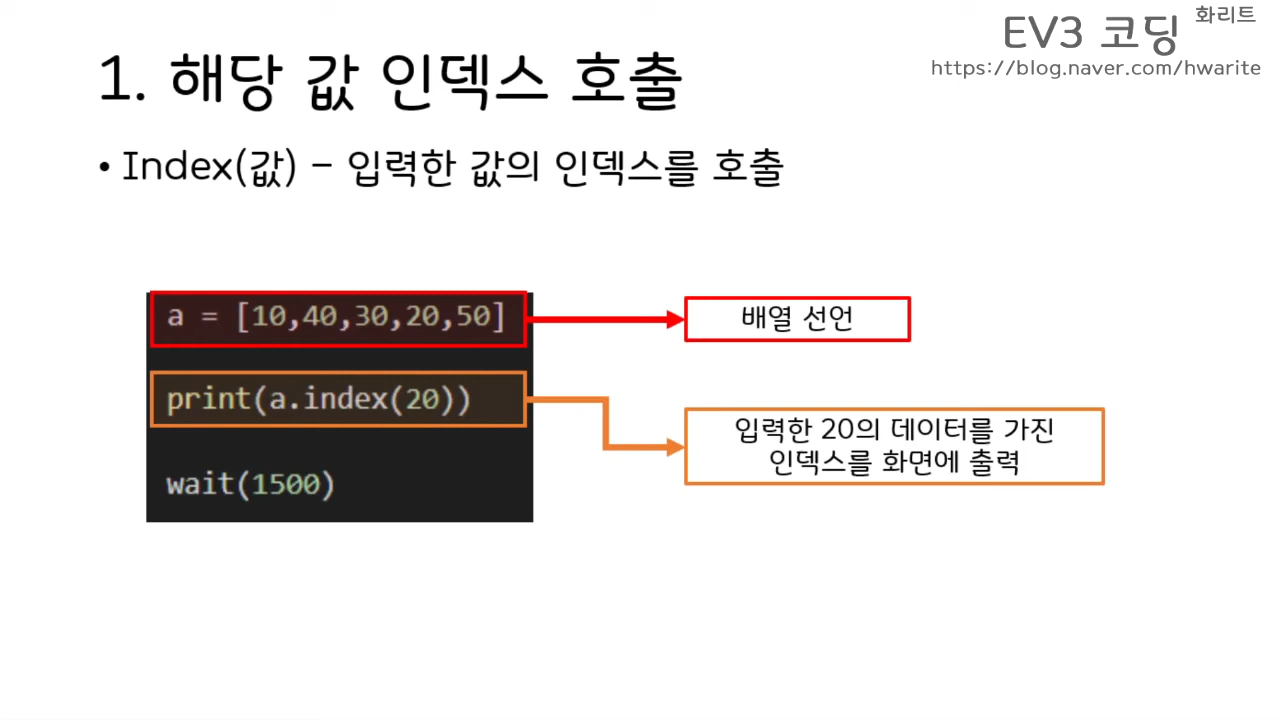 화리트
EV3 코딩
https://blog.naver.com/hwarite
1. 해당 값 인덱스 호출
• Index(값) – 입력한 값의 인덱스를 호출
a = [10,40,30,20,50]
배열 선언
print(a.index(20))
입력한 20의 데이터를 가진
인덱스를 화면에 출력
wait(1500)